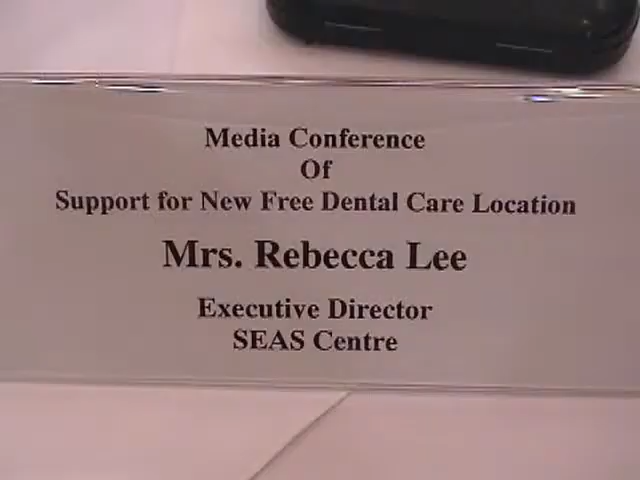 Media Conference
Of
Support for New Free Dental Care Location
Mrs. Rebecca Lee
Executive Director
SEAS Centre